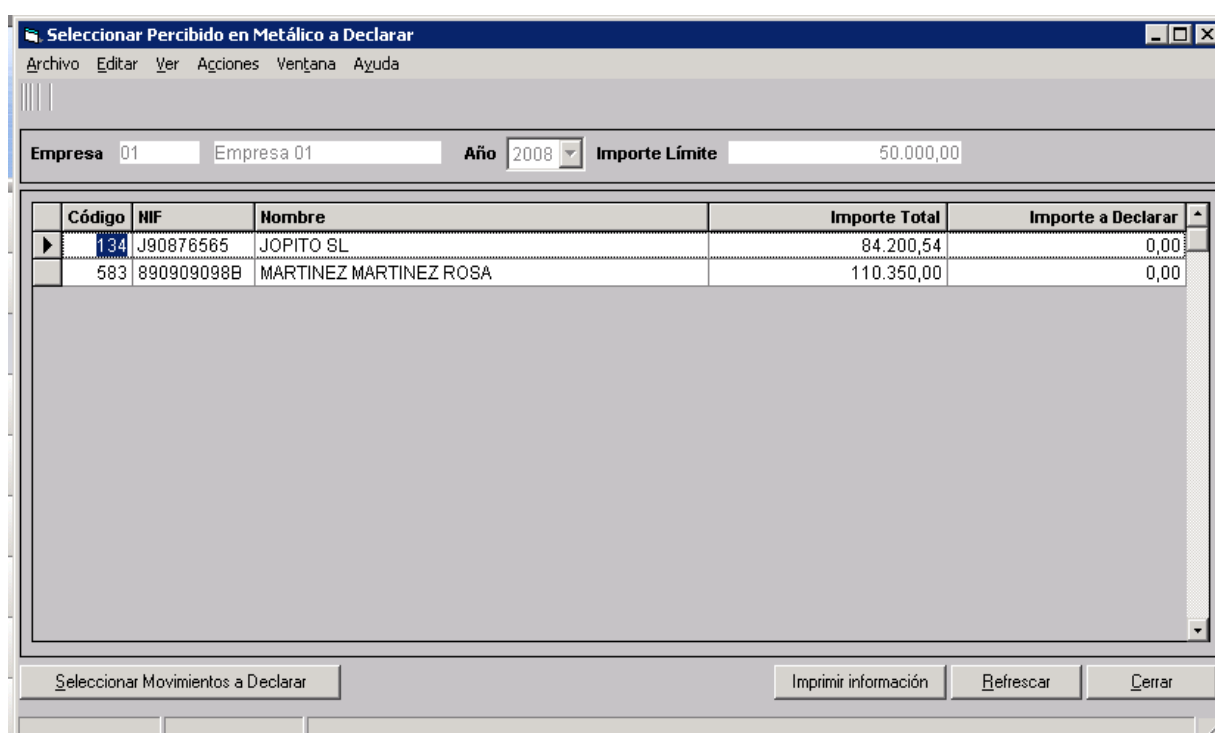 Seleccionar Percibido en Metálico a Declarar
Archivo Editar Ver Acciones Ventana Ayuda
Empresa 01 Empresa 01 Año 2008 Importe Límite 50.000,00
Código NIF Nombre Importe Total Importe a Declarar
134 J90876565 JOPITO SL 84.200,54 0,00
583 890909098B MARTINEZ MARTINEZ ROSA 110.350,00 0,00
Seleccionar Movimientos a Declarar Imprimir información Refrescar Cerrar